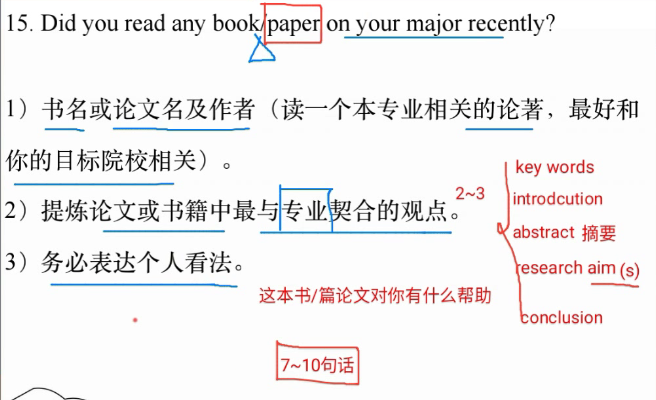 15. Did you read any book/paper on your major recently?
1）书名或论文名及作者（读一个本专业相关的论著，最好和
你的目标院校相关）。
2）提炼论文或书籍中最与专业契合的观点。
2~3
3）务必表达个人看法。
key words
introdcution
abstract 摘要
research aim (s)
conclusion
这本书/篇论文对你有什么帮助
7~10句话